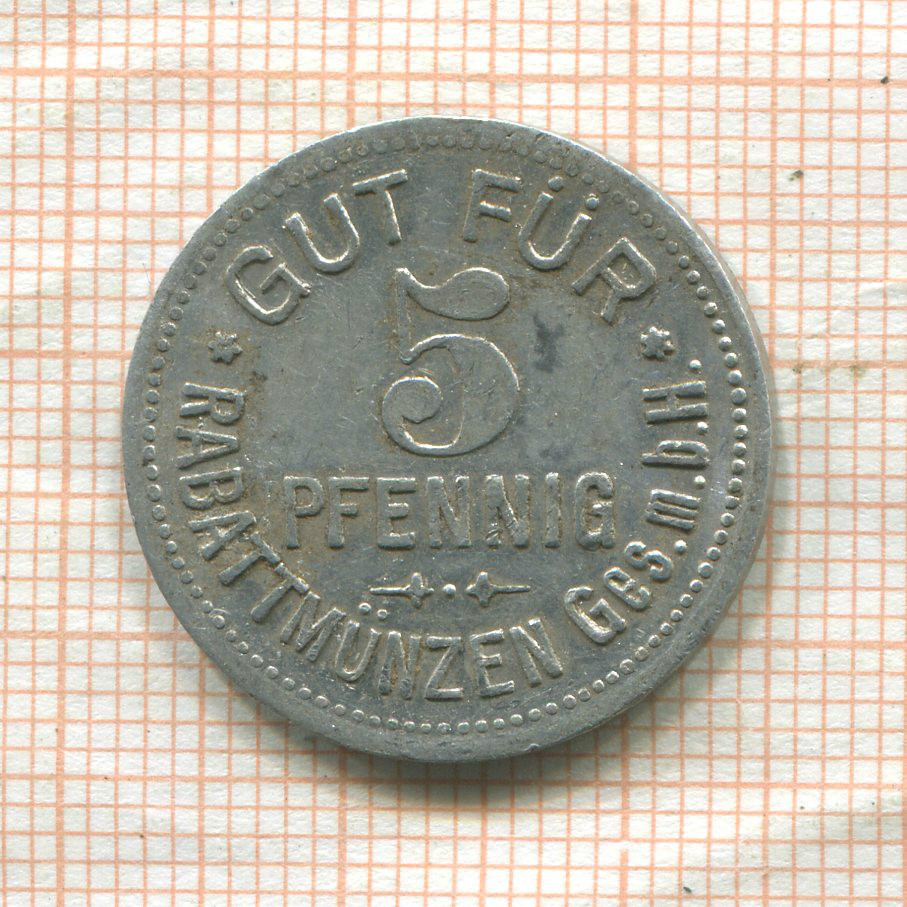 GUT FÜR
5
PFENNIG
RABATTMÜNZEN Ges.m.b.H.